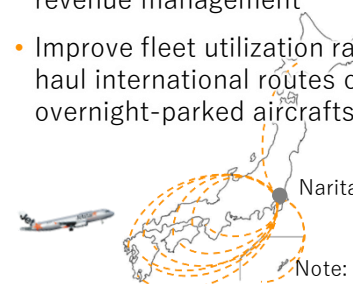 revenue management
• Improve fleet utilization ra
haul international routes o
overnight-parked aircrafts
Narita
Note: